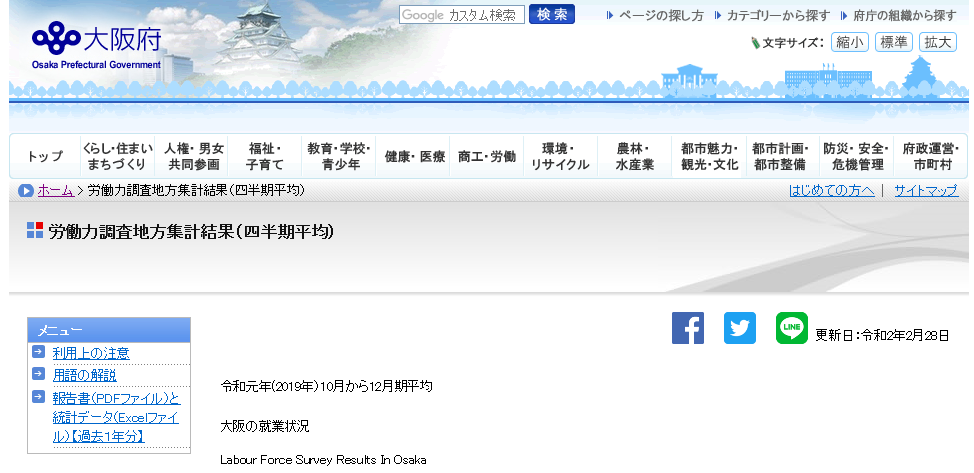 大阪府
Osaka Prefectural Government
Google カスタム検索 検索
ページの探し方 カテゴリーから探す 府庁の組織から探す
文字サイズ： 縮小 標準 拡大
トップ
くらし・住まい
まちづくり
人権・男女
共同参画
福祉・
子育て
教育・学校・
青少年
健康・医療
商工・労働
環境・
リサイクル
農林・
水産業
都市魅力・
観光・文化
都市計画・
都市整備
防災・安全・
危機管理
府政運営・
市町村
ホーム > 労働力調査地方集計結果（四半期平均）
はじめての方へ | サイトマップ
労働力調査地方集計結果（四半期平均）
メニュー
利用上の注意
用語の解説
報告書（PDFファイル）と
統計データ（Excelファイ
ル）【過去1年分】
f LINE 更新日：令和2年2月28日
令和元年(2019年)10月から12月期平均
大阪の就業状況
Labour Force Survey Results In Osaka